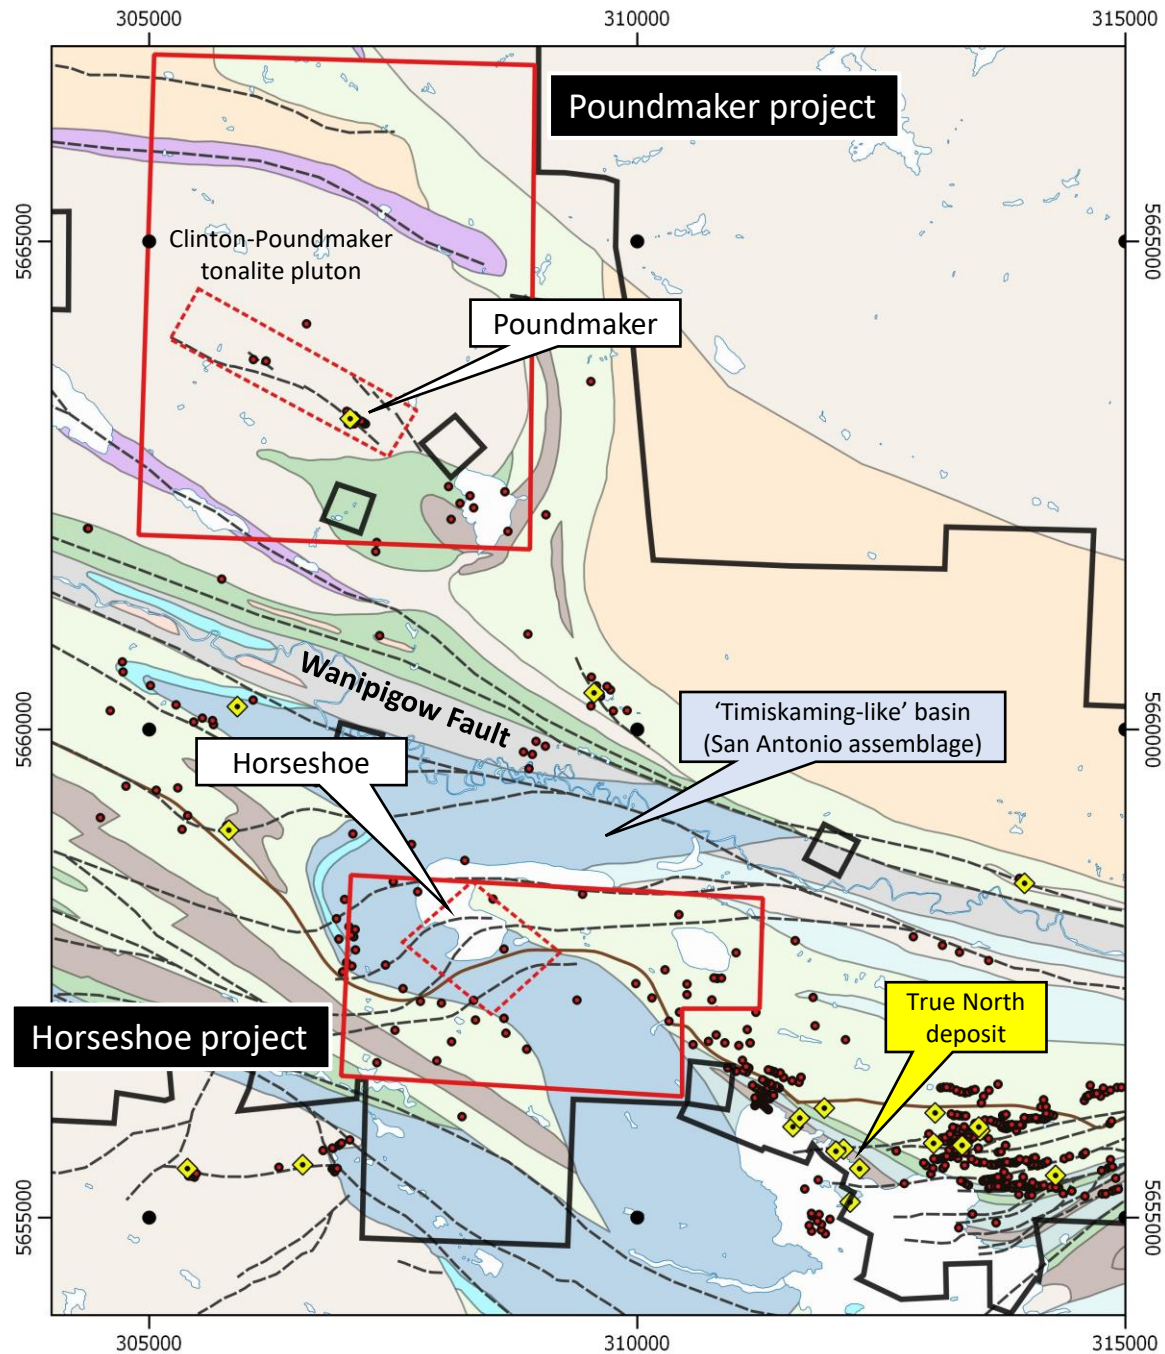 305000
310000
315000
Poundmaker project
5665000
5665000
Clinton-Poundmaker
tonalite pluton
Poundmaker
Wanipigow Fault
5660000
5660000
'Timiskaming-like' basin
(San Antonio assemblage)
Horseshoe
True North
deposit
Horseshoe project
5655000
5655000
305000
310000
315000